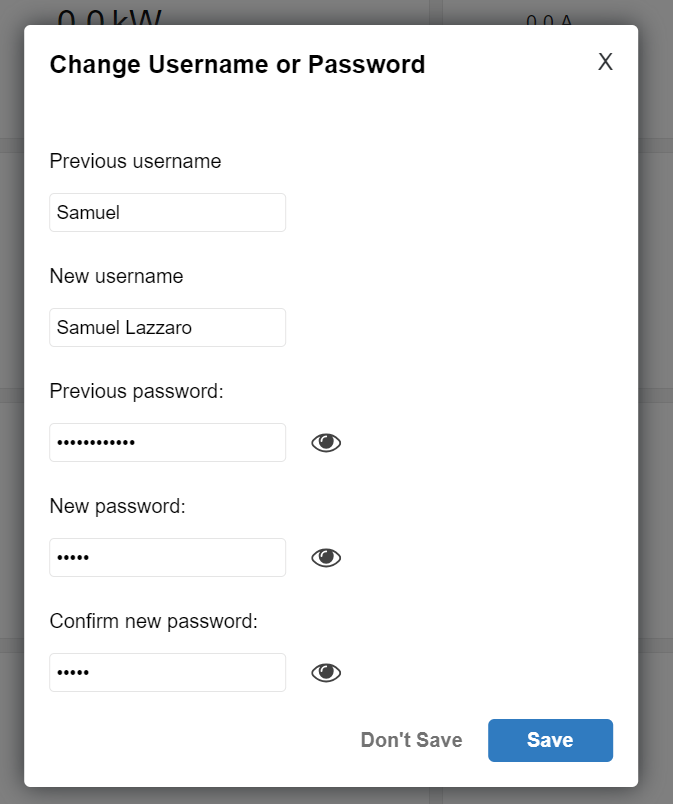 0.0 kW
0.0 A
Change Username or Password
X
Previous username
Samuel
New username
Samuel Lazzaro
Previous password:
••••••••••••
New password:
•••••
Confirm new password:
•••••
Don't Save
Save